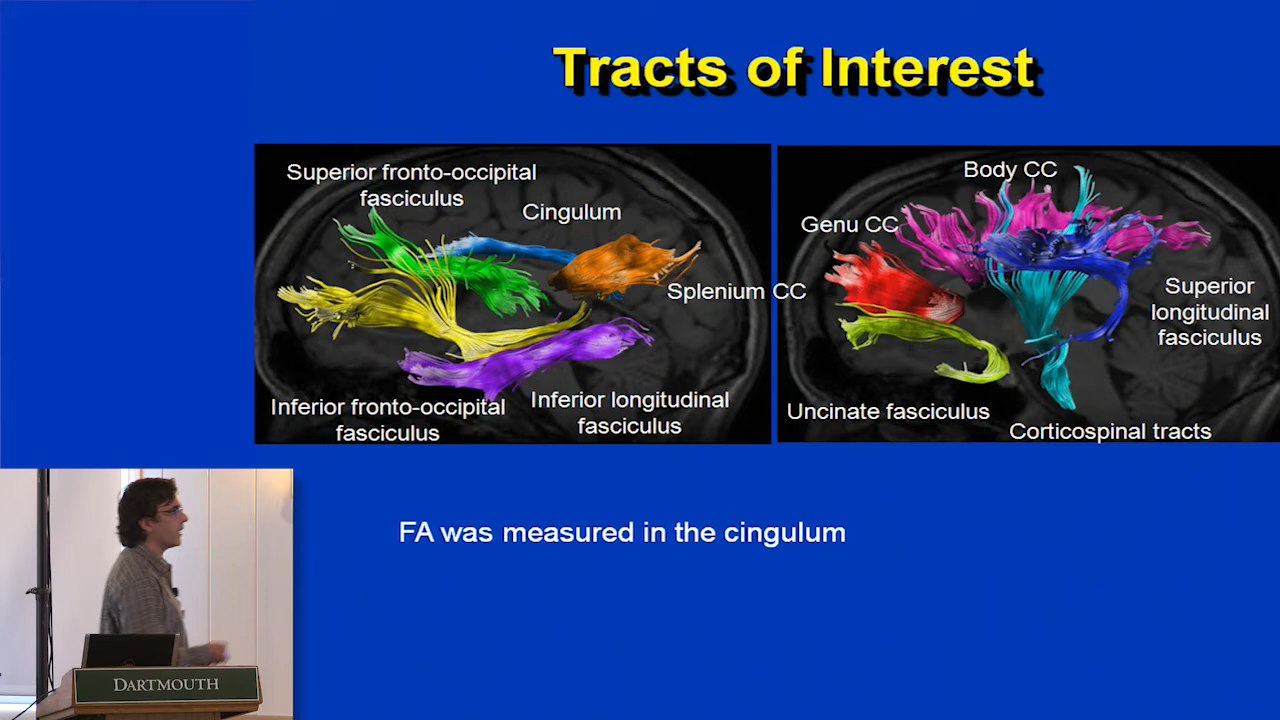 Tracts of Interest
Superior fronto-occipital
fasciculus
Cingulum
Splenium CC
Inferior fronto-occipital
fasciculus
Inferior longitudinal
fasciculus
Body CC
Genu CC
Superior
longitudinal
fasciculus
Uncinate fasciculus
Corticospinal tracts
FA was measured in the cingulum
DARTMOUTH